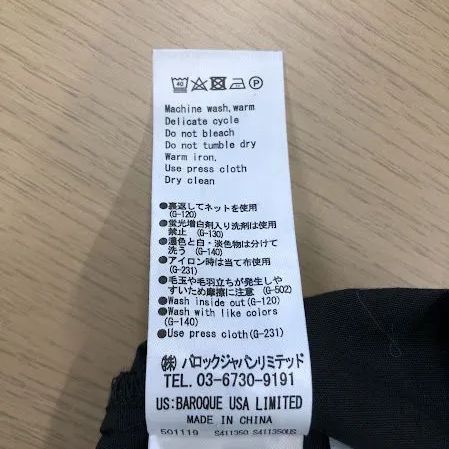 40 P
Machine wash,warm
Delicate cycle
Do not bleach
Do not tumble dry
Warm iron.
Use press cloth
Dry clean
●裏返してネットを使用
(G-120)
●蛍光増白剤入り洗剤は使用
禁止 (G-130)
●濃色と白・淡色物は分けて
洗う (G-140)
●アイロン時は当て布使用
(G-231)
●毛玉や毛羽立ちが発生しや
すいため摩擦に注意 (G-502)
●Wash inside out(G-120)
●Wash with like colors
(G-140)
●Use press cloth(G-231)
㈱ バロックジャパンリミテッド
TEL. 03-6730-9191
US:BAROQUE USA LIMITED
MADE IN CHINA
501119 S411350 S411350US